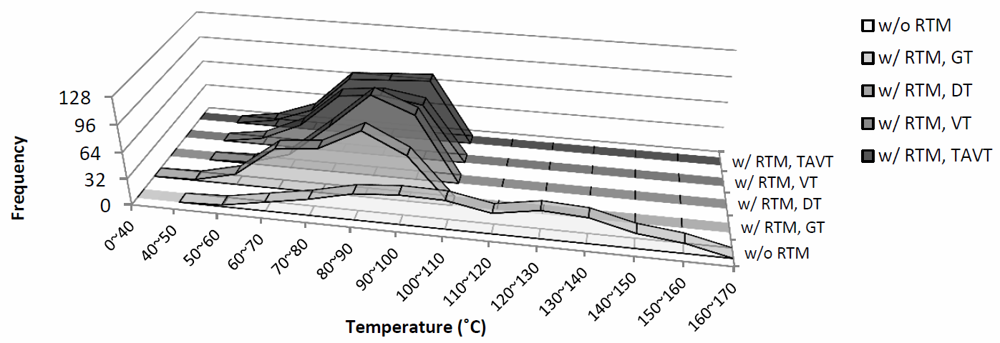 Frequency
128
96
64
32
0
0~40
40~50
50~60
60~70
70~80
80~90
90~100
100~110
110~120
120~130
130~140
140~150
150~160
160~170
Temperature (˚C)
w/ RTM, TAVT
w/ RTM, VT
w/ RTM, DT
w/ RTM, GT
w/o RTM
w/o RTM
w/ RTM, GT
w/ RTM, DT
w/ RTM, VT
w/ RTM, TAVT